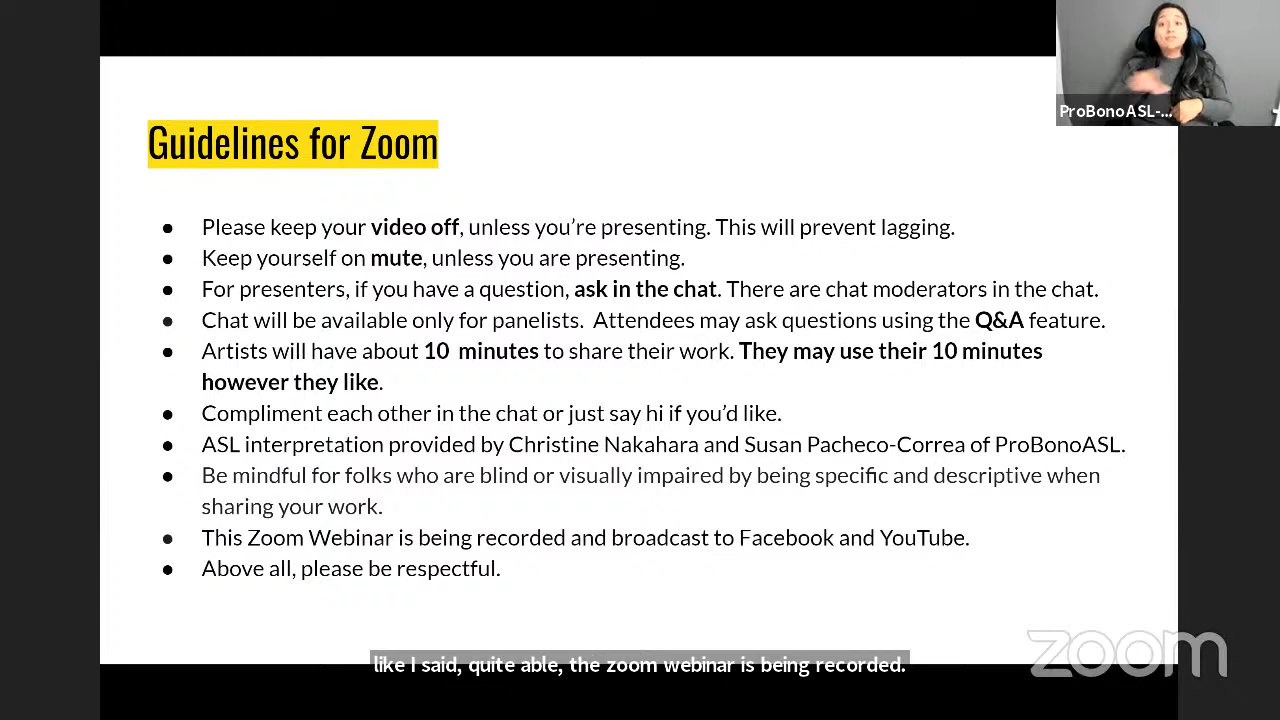 ProBonoASL-...
Guidelines for Zoom
● Please keep your video off, unless you’re presenting. This will prevent lagging.
● Keep yourself on mute, unless you are presenting.
● For presenters, if you have a question, ask in the chat. There are chat moderators in the chat.
● Chat will be available only for panelists.  Attendees may ask questions using the Q&A feature.
● Artists will have about 10  minutes to share their work. They may use their 10 minutes
however they like.
● Compliment each other in the chat or just say hi if you’d like.
● ASL interpretation provided by Christine Nakahara and Susan Pacheco-Correa of ProBonoASL.
● Be mindful for folks who are blind or visually impaired by being specific and descriptive when
sharing your work.
● This Zoom Webinar is being recorded and broadcast to Facebook and YouTube.
● Above all, please be respectful.
zoom
like I said, quite able, the zoom webinar is being recorded.